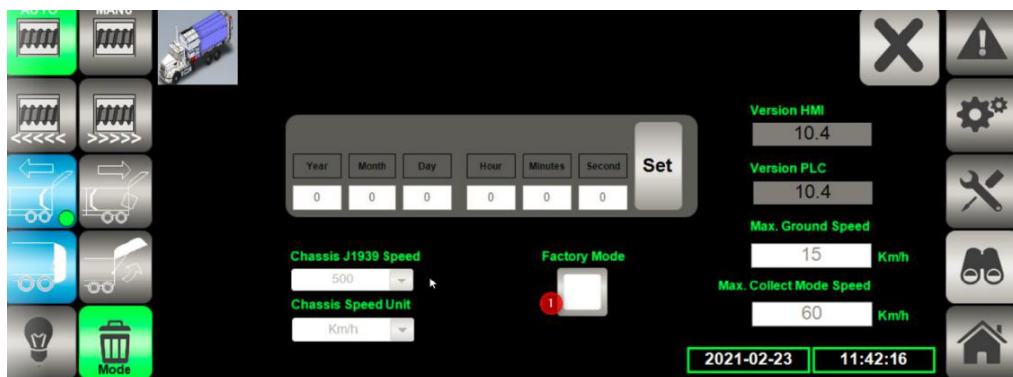 AUTO MANU
<<<<< >>>>>
Version HMI
10.4
Year Month Day Hour Minutes Second Set
0 0 0 0 0 0
Version PLC
10.4
Max. Ground Speed
15 Km/h
Chassis J1939 Speed
500
Factory Mode
1
Max. Collect Mode Speed
60 Km/h
Chassis Speed Unit
Km/h
Mode
2021-02-23 11:42:16